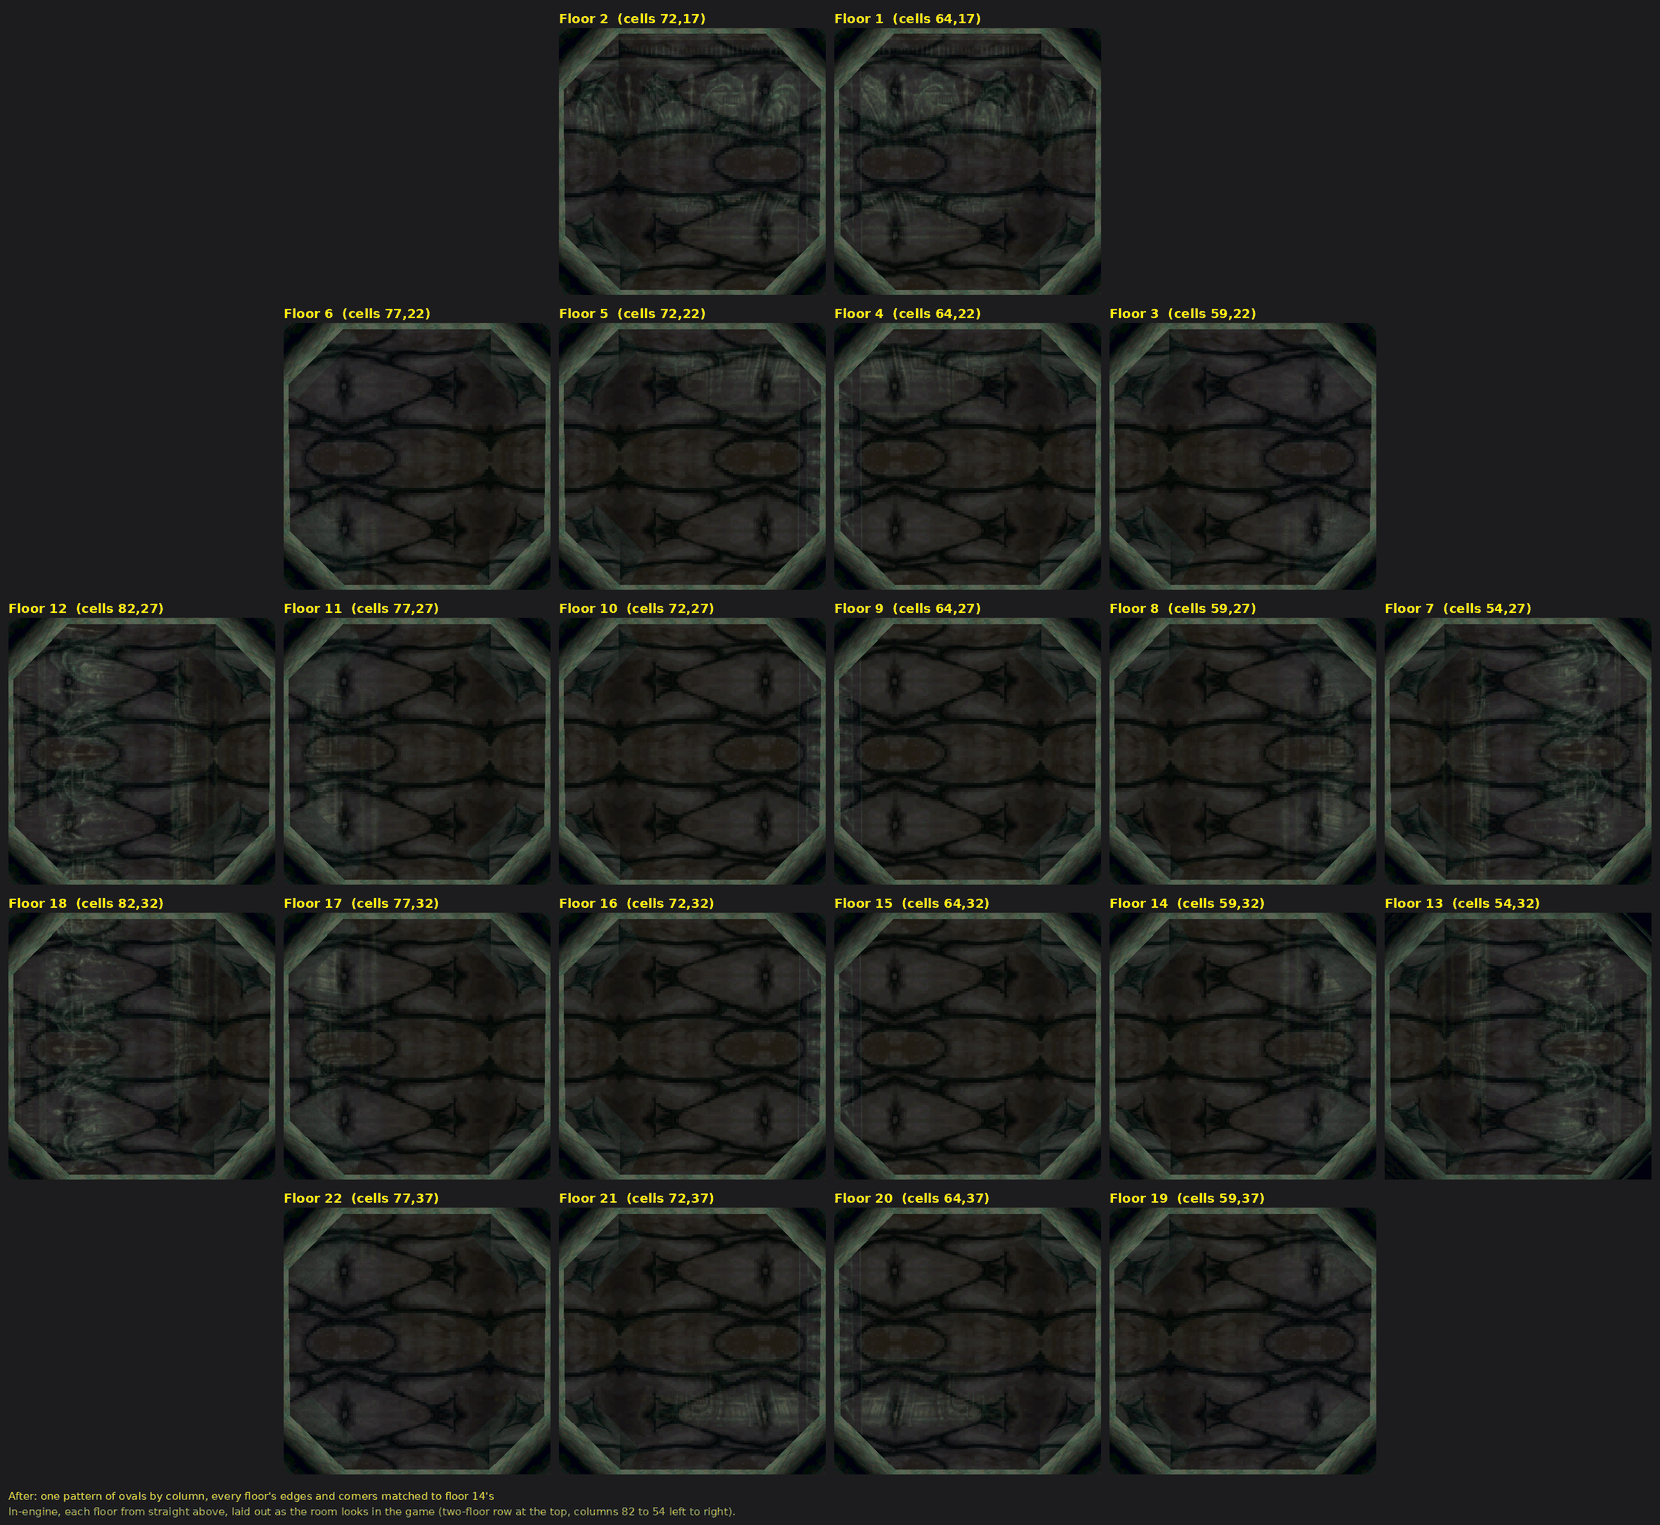 Floor 2 (cells 72,17)
Floor 1 (cells 64,17)
Floor 6 (cells 77,22)
Floor 5 (cells 72,22)
Floor 4 (cells 64,22)
Floor 3 (cells 59,22)
Floor 12 (cells 82,27)
Floor 11 (cells 77,27)
Floor 10 (cells 72,27)
Floor 9 (cells 64,27)
Floor 8 (cells 59,27)
Floor 7 (cells 54,27)
Floor 18 (cells 82,32)
Floor 17 (cells 77,32)
Floor 16 (cells 72,32)
Floor 15 (cells 64,32)
Floor 14 (cells 59,32)
Floor 13 (cells 54,32)
Floor 22 (cells 77,37)
Floor 21 (cells 72,37)
Floor 20 (cells 64,37)
Floor 19 (cells 59,37)
After: one pattern of ovals by column, every floor's edges and corners matched to floor 14's
In-engine, each floor from straight above, laid out as the room looks in the game (two-floor row at the top, columns 82 to 54 left to right).